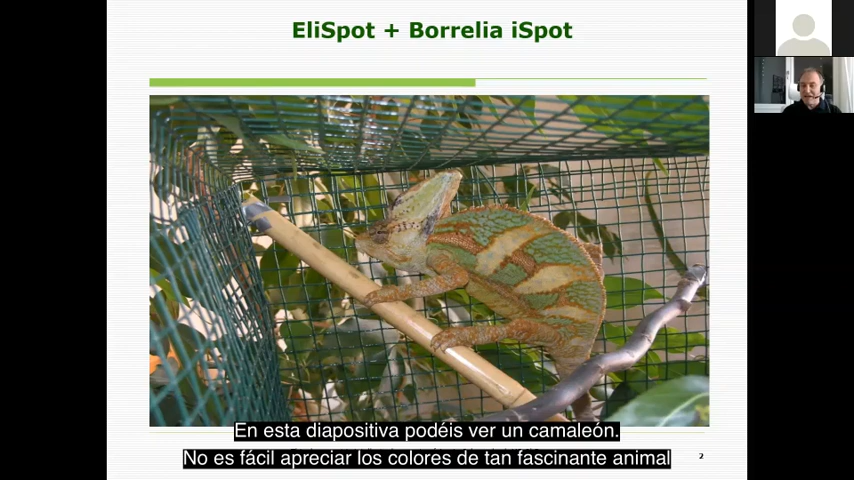 EliSpot + Borrelia iSpot
En esta diapositiva podéis ver un camaleón.
No es fácil apreciar los colores de tan fascinante animal
2